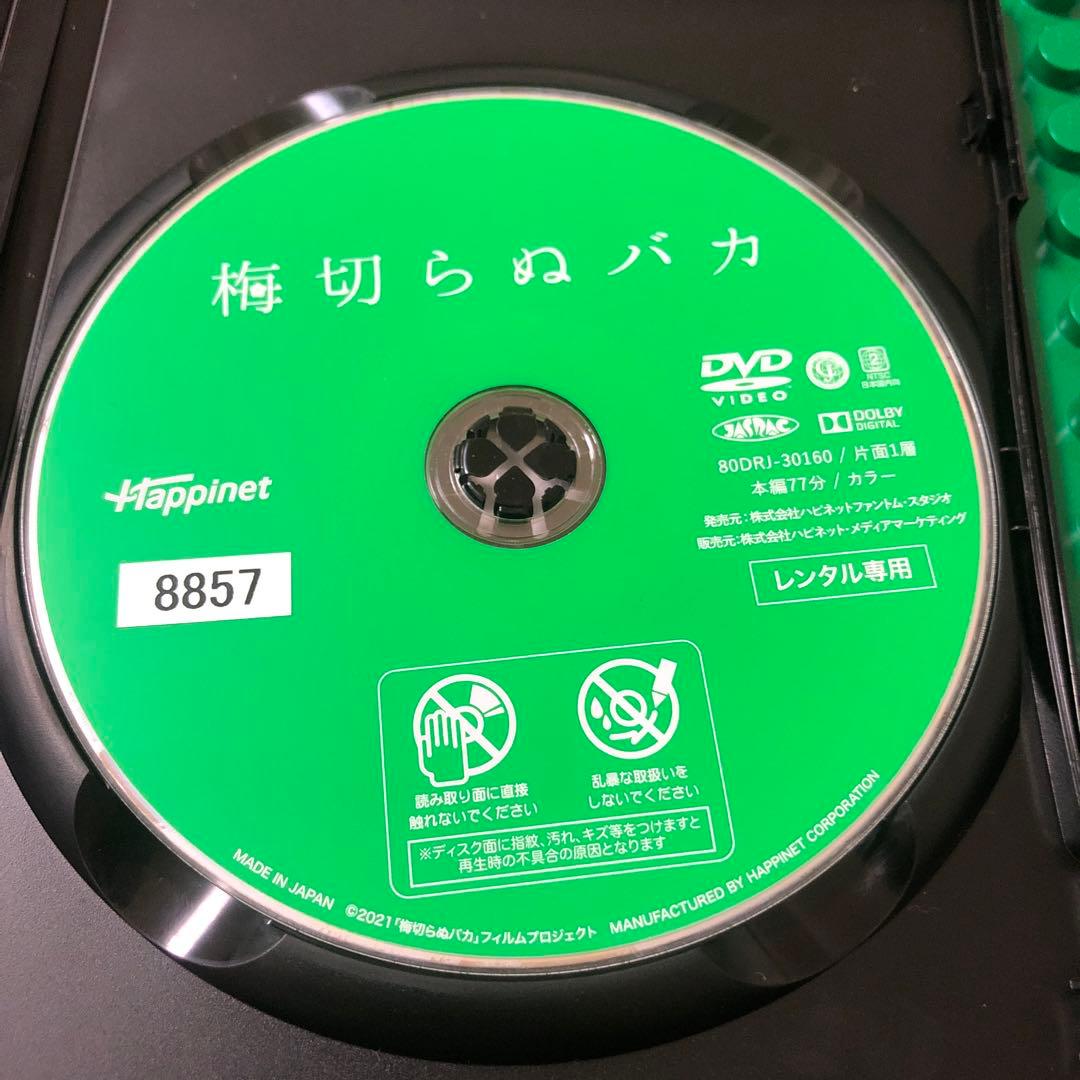 梅切らぬバカ
DVD
VIDEO
2
NTSC
日本国内向
JASRAC
DOLBY
DIGITAL
80DRJ-30160 / 片面1層
本編77分 / カラー
発売元：株式会社ハピネットファントム・スタジオ
販売元：株式会社ハピネット・メディアマーケティング
レンタル専用
Happinet
8857
読み取り面に直接
触れないでください
乱暴な取扱いを
しないでください
※ディスク面に指紋、汚れ、キズ等をつけますと
再生時の不具合の原因となります
MADE IN JAPAN ©2021「梅切らぬバカ」フィルムプロジェクト MANUFACTURED BY HAPPINET CORPORATION